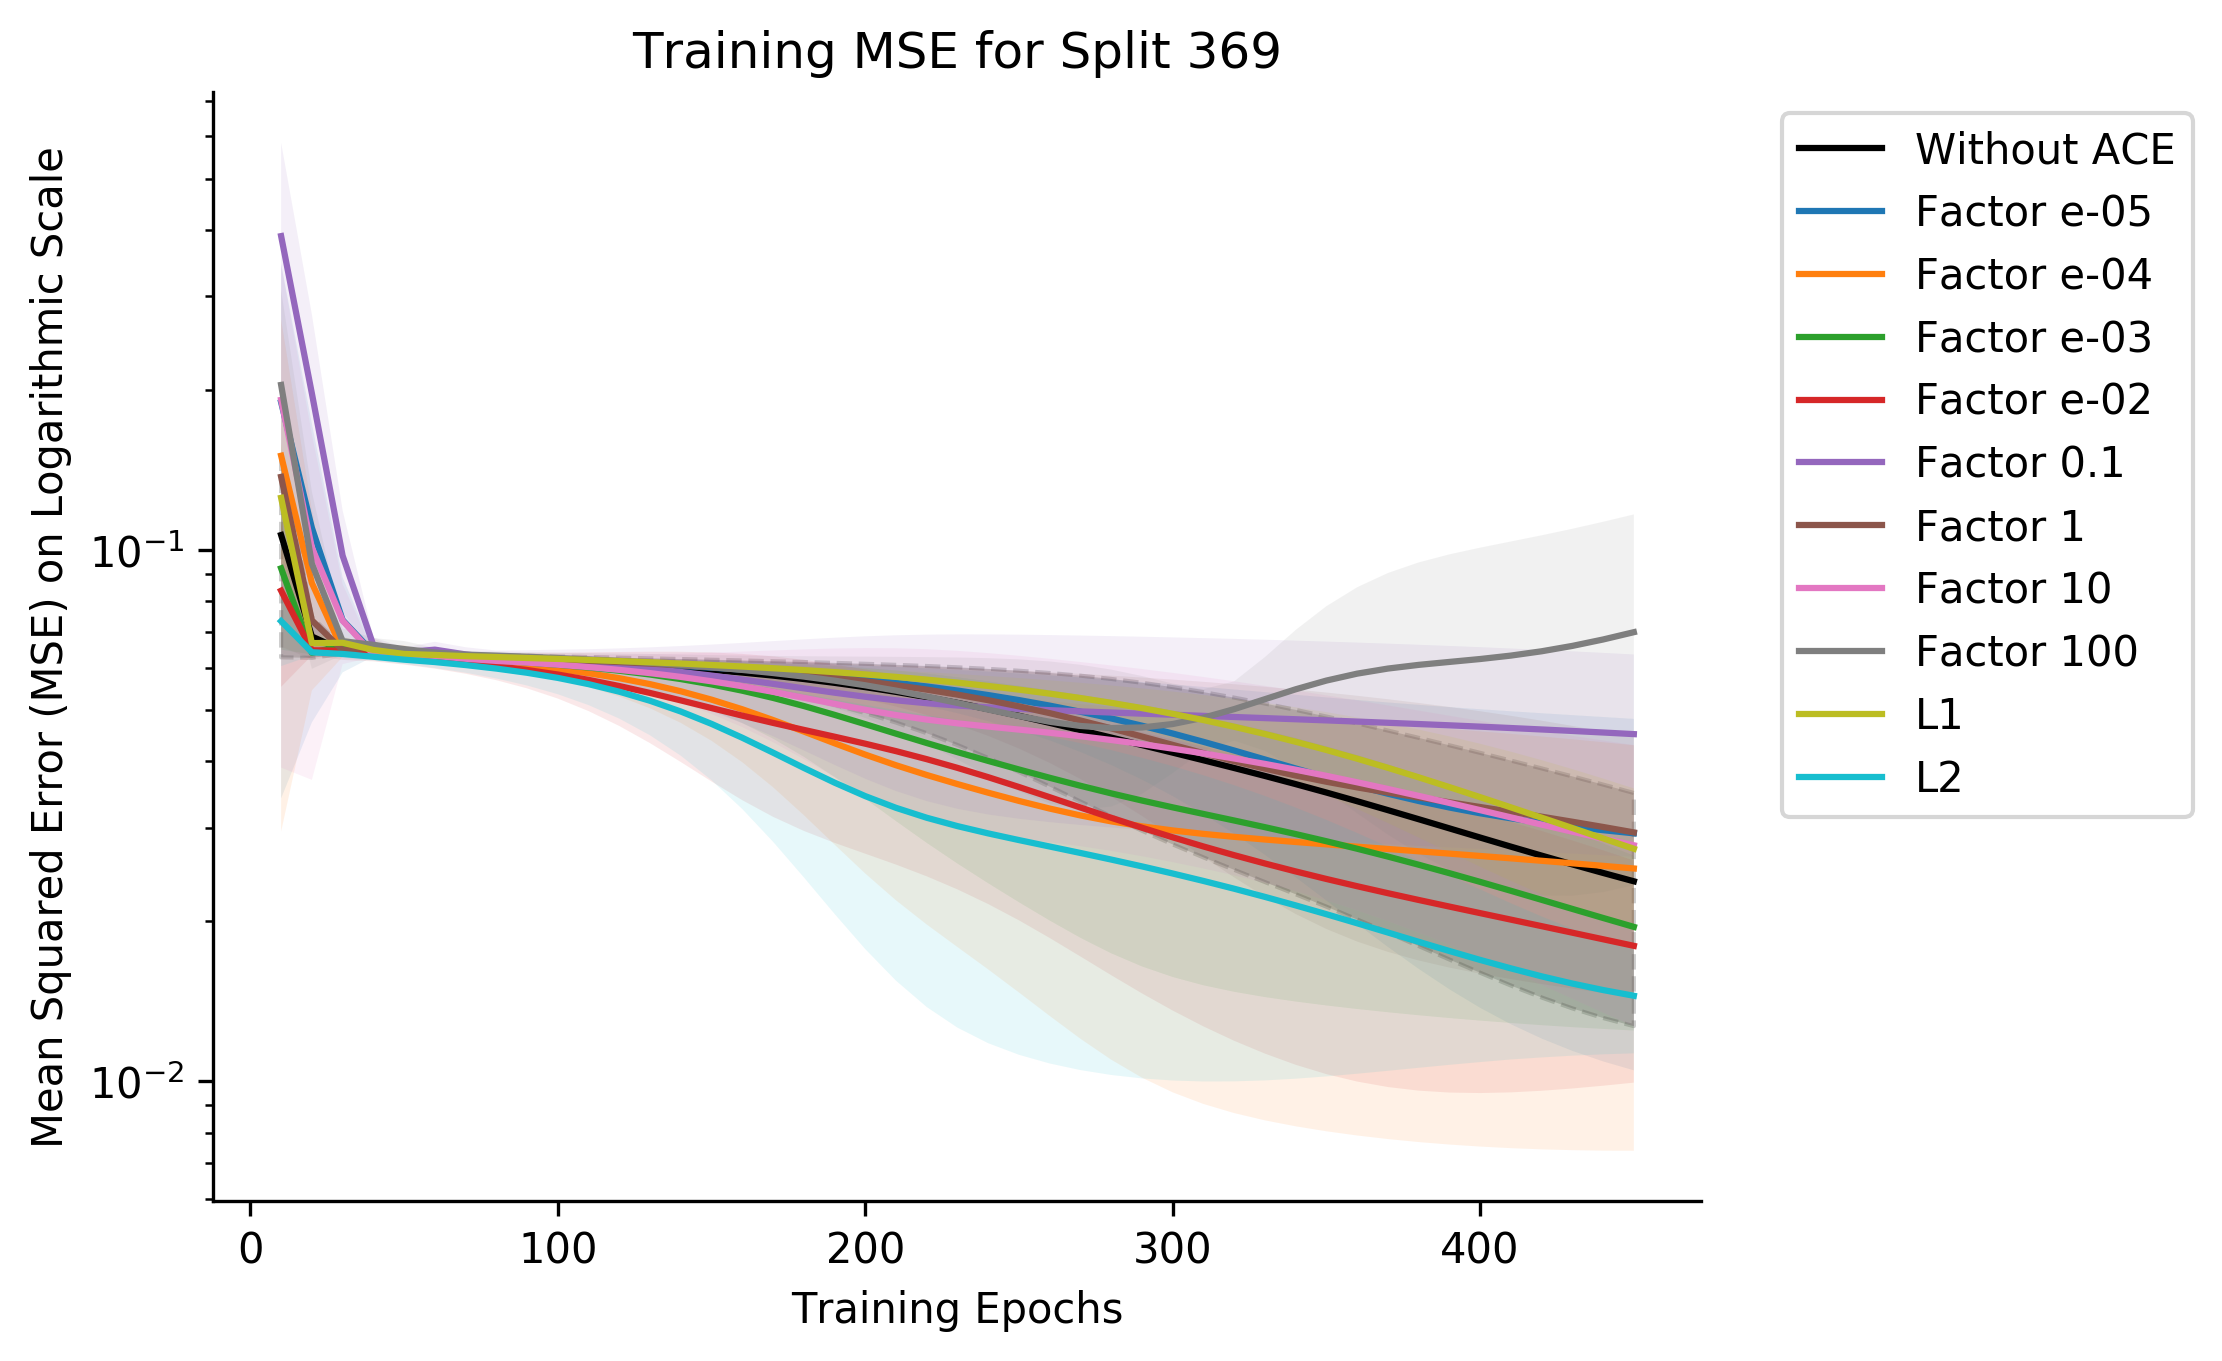 Training MSE for Split 369
Mean Squared Error (MSE) on Logarithmic Scale
10⁻¹
10⁻²
0 100 200 300 400
Training Epochs
Without ACE
Factor e-05
Factor e-04
Factor e-03
Factor e-02
Factor 0.1
Factor 1
Factor 10
Factor 100
L1
L2